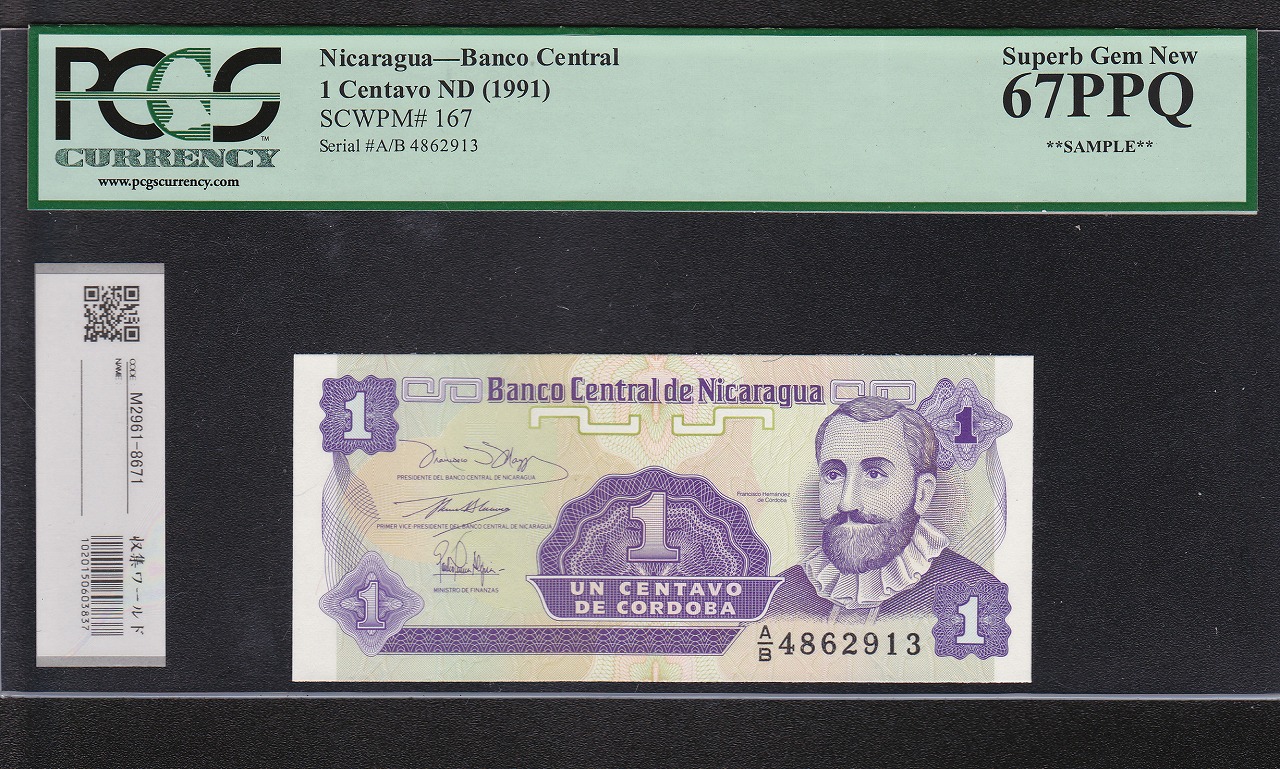 PCGS
CURRENCY
TM
www.pcgscurrency.com
Nicaragua—Banco Central
1 Centavo ND (1991)
SCWPM# 167
Serial #A/B 4862913
Superb Gem New
67PPQ
**SAMPLE**
CODE: M2961-8671
NAME:
収集ワールド
1020150603837
Banco Central de Nicaragua
1
1
PRESIDENTE DEL BANCO CENTRAL DE NICARAGUA
PRIMER VICE PRESIDENTE DEL BANCO CENTRAL DE NICARAGUA
MINISTRO DE FINANZAS
Francisco Hernández
de Córdoba
1
UN CENTAVO
DE CORDOBA
1
1
A/B 4862913